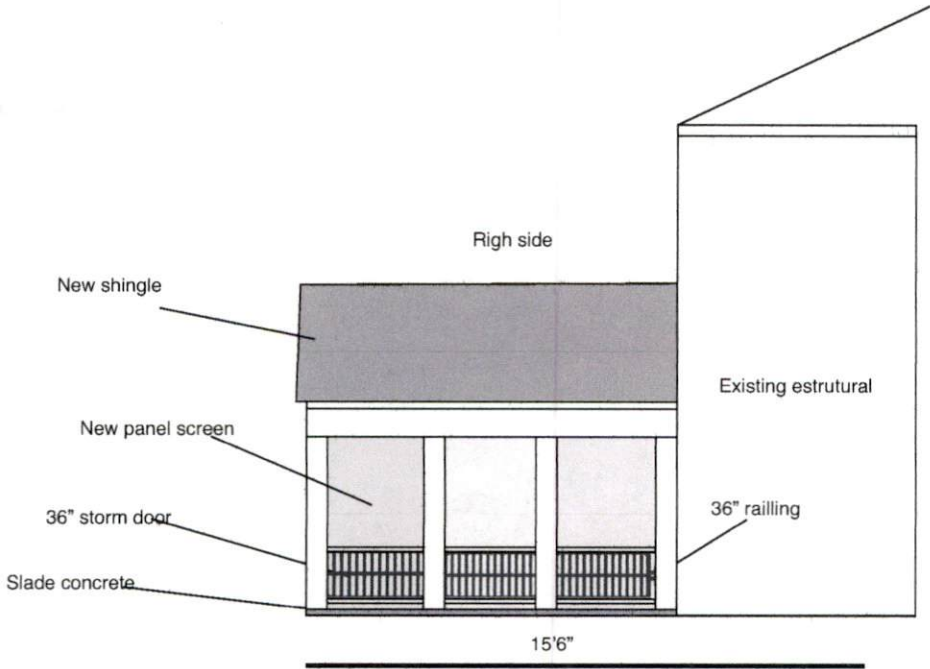 Righ side
New shingle
Existing estrutural
New panel screen
36" storm door
36" railling
Slade concrete
15'6"